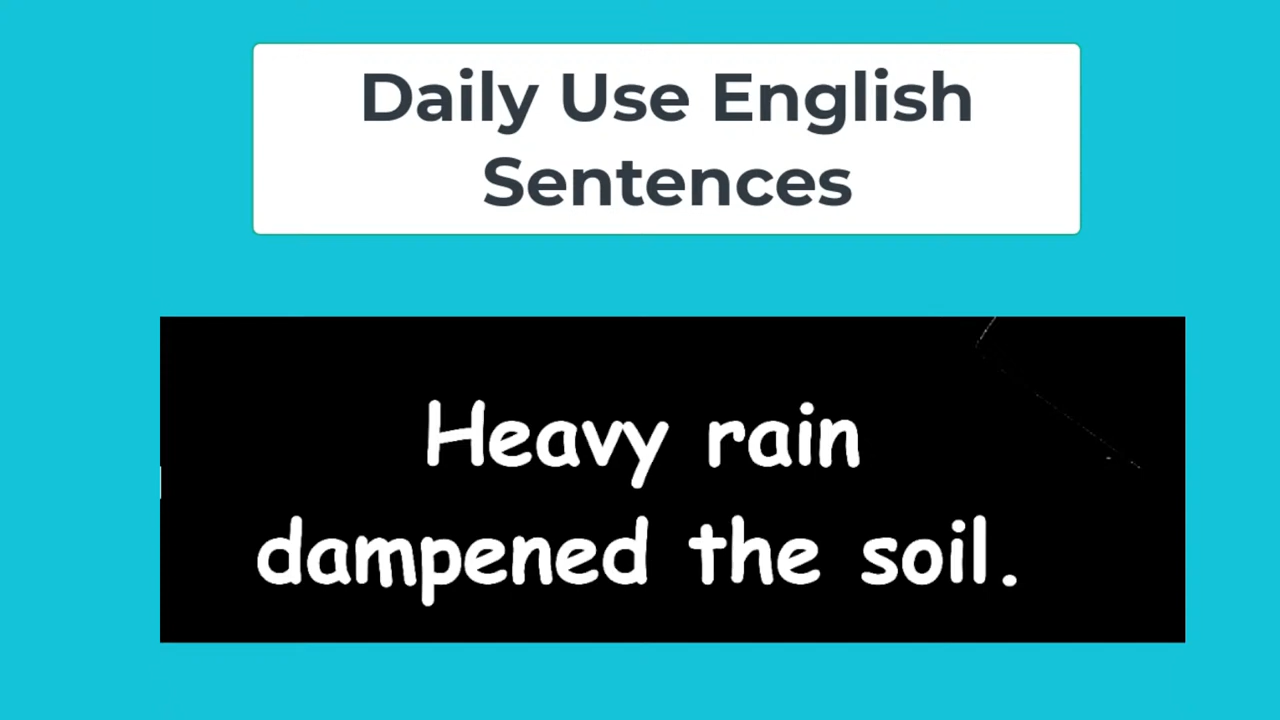 Daily Use English
Sentences
Heavy rain
dampened the soil.